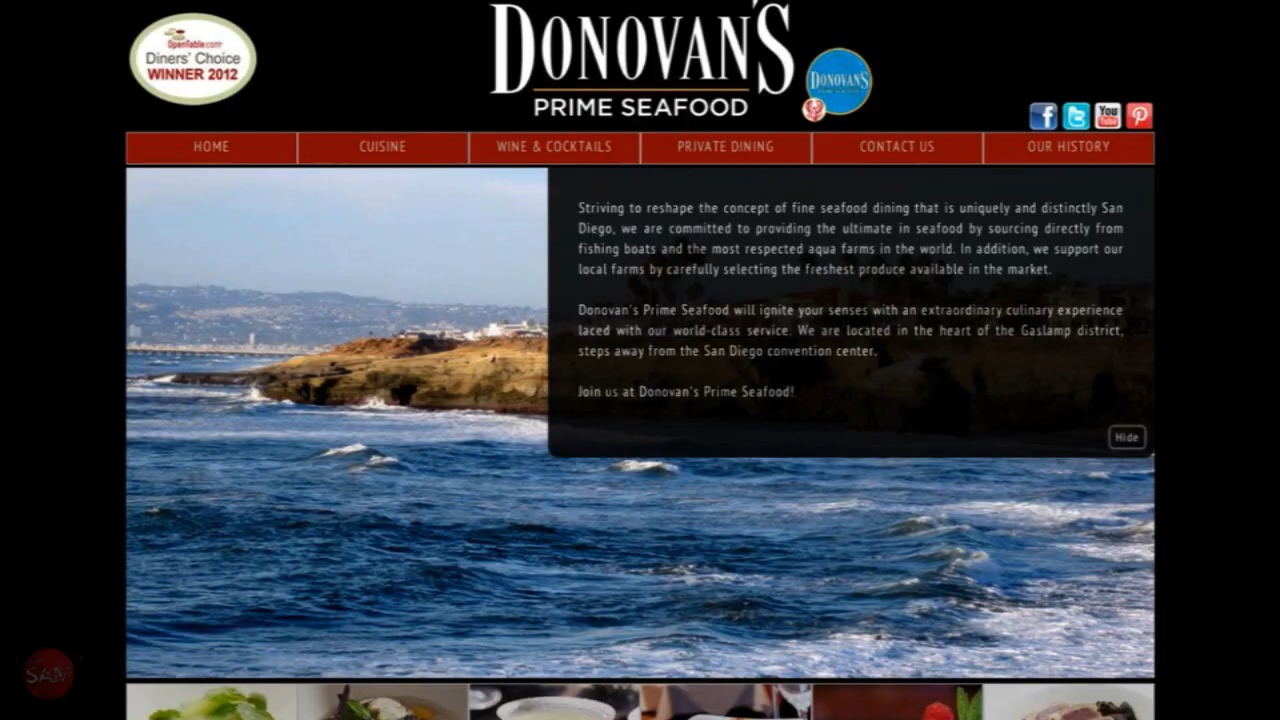 DONOVAN'S
PRIME SEAFOOD
OpenTable.com
Diners' Choice
WINNER 2012
DONOVAN'S
You
Tube
HOME
CUISINE
WINE & COCKTAILS
PRIVATE DINING
CONTACT US
OUR HISTORY
Striving to reshape the concept of fine seafood dining that is uniquely and distinctly San
Diego, we are committed to providing the ultimate in seafood by sourcing directly from
fishing boats and the most respected aqua farms in the world. In addition, we support our
local farms by carefully selecting the freshest produce available in the market.
Donovan's Prime Seafood will ignite your senses with an extraordinary culinary experience
laced with our world-class service. We are located in the heart of the Gaslamp district,
steps away from the San Diego convention center.
Join us at Donovan's Prime Seafood!
Hide
SAM